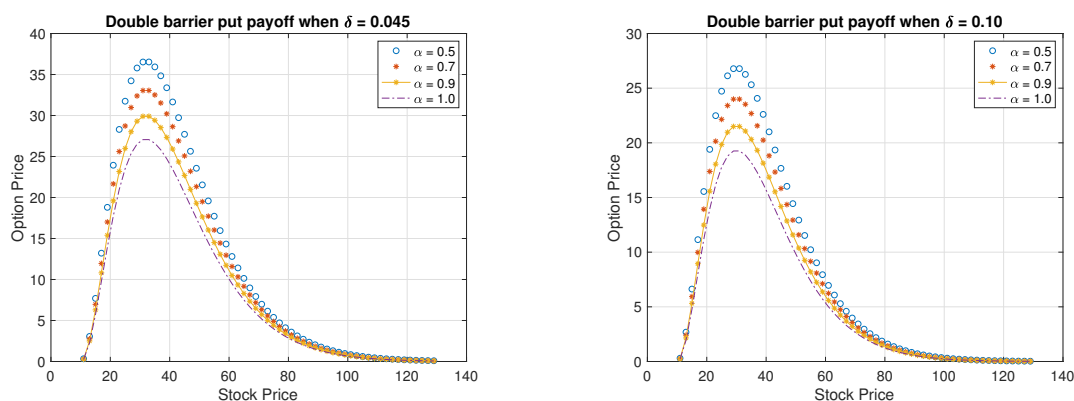 Double barrier put payoff when δ = 0.045
Option Price
40
35
30
25
20
15
10
5
0
0 20 40 60 80 100 120 140
Stock Price
α = 0.5
α = 0.7
α = 0.9
α = 1.0
Double barrier put payoff when δ = 0.10
Option Price
30
25
20
15
10
5
0
0 20 40 60 80 100 120 140
Stock Price
α = 0.5
α = 0.7
α = 0.9
α = 1.0